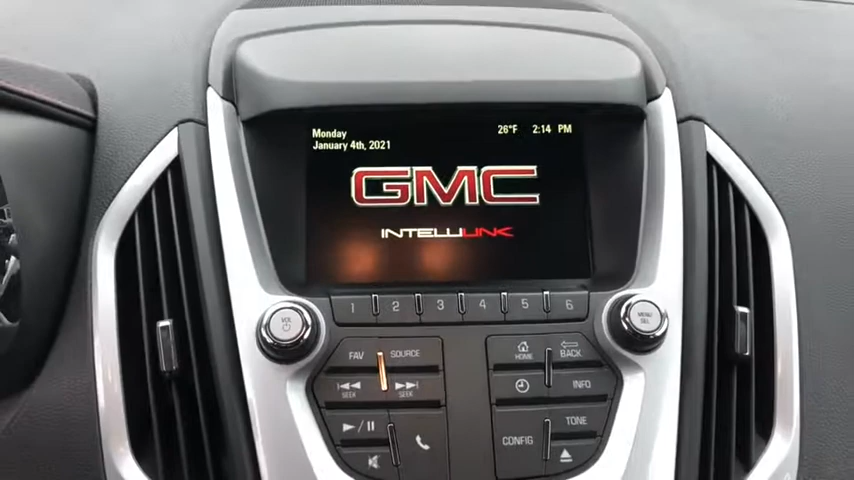 Monday
January 4th, 2021
26°F 2:14 PM
GMC
INTELLILINK
1 2 3 4 5 6
VOL
MENU
SEL
FAV SOURCE
HOME BACK
SEEK SEEK
INFO
TONE
CONFIG